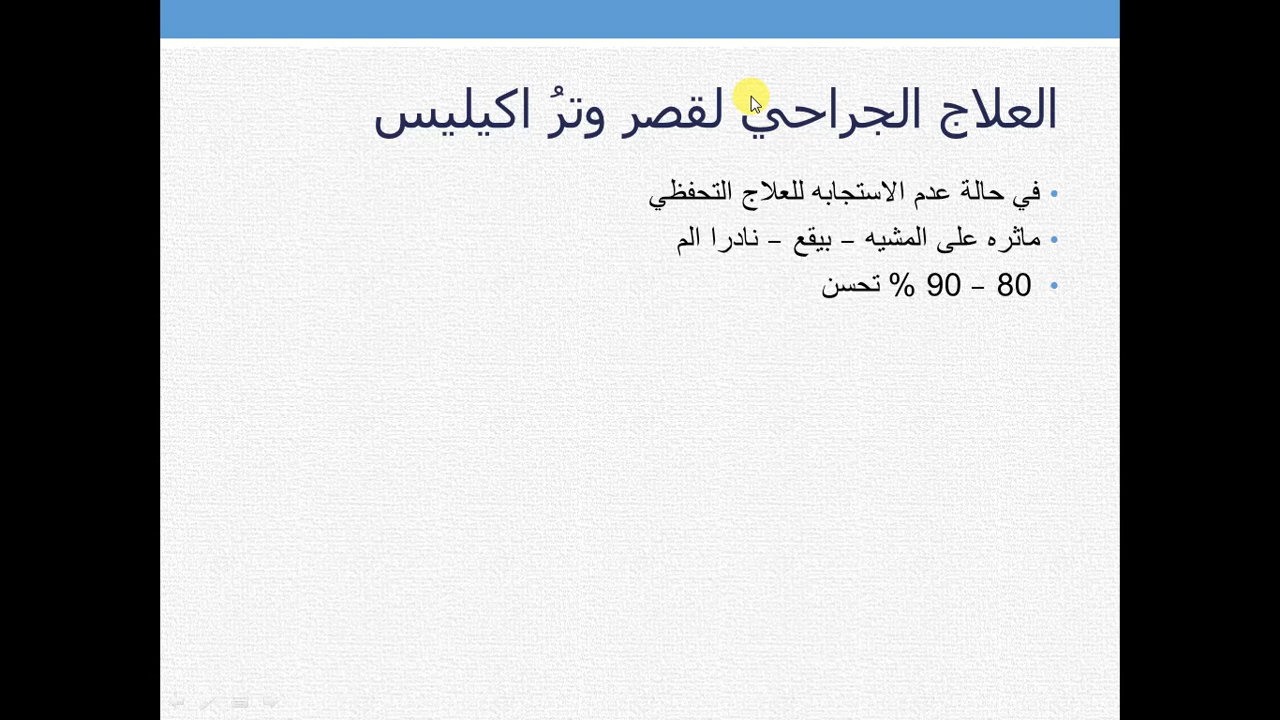 العلاج الجراحي لقصر وترُ اكيليس
• في حالة عدم الاستجابه للعلاج التحفظي
• ماثره على المشيه – بيقع – نادرا الم
• 80 – 90 % تحسن